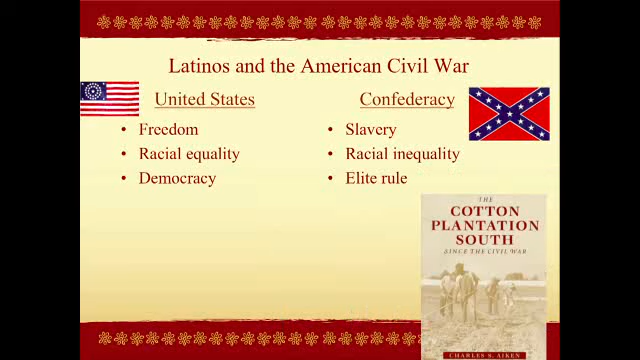 Latinos and the American Civil War
United States
• Freedom
• Racial equality
• Democracy
Confederacy
• Slavery
• Racial inequality
• Elite rule
THE
COTTON
PLANTATION
SOUTH
SINCE THE CIVIL WAR
CHARLES S. AIKEN